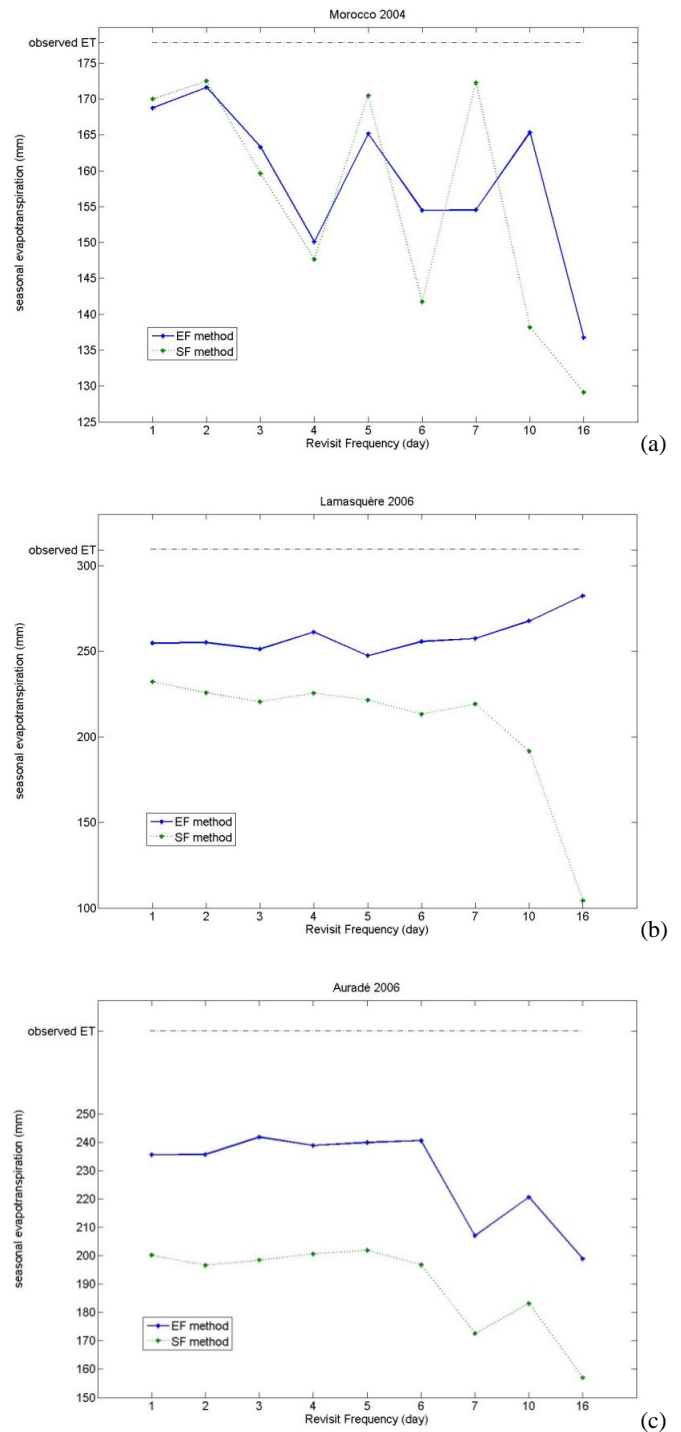 Morocco 2004
observed ET
175
170
165
160
155
150
145
140
135
130
125
seasonal evapotranspiration (mm)
EF method
SF method
1 2 3 4 5 6 7 10 16
Revisit Frequency (day)
(a)
Lamasquère 2006
observed ET
300
250
200
150
100
seasonal evapotranspiration (mm)
EF method
SF method
1 2 3 4 5 6 7 10 16
Revisit Frequency (day)
(b)
Auradé 2006
observed ET
250
240
230
220
210
200
190
180
170
160
150
seasonal evapotranspiration (mm)
EF method
SF method
1 2 3 4 5 6 7 10 16
Revisit Frequency (day)
(c)